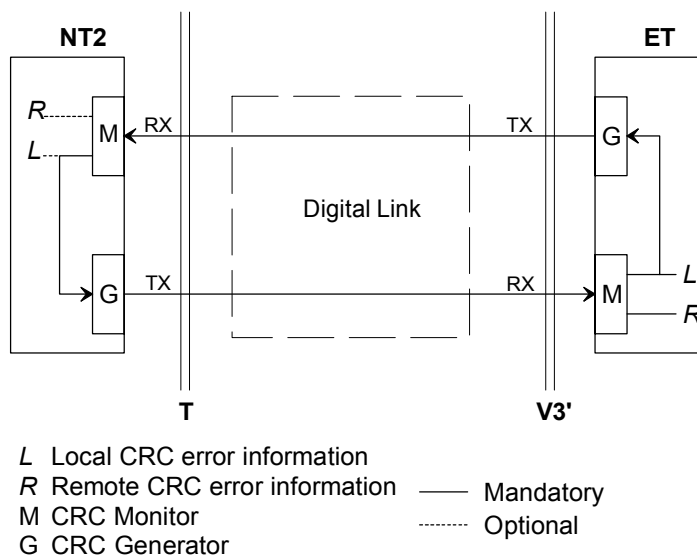 NT2 ET
R
M RX TX G
L
Digital Link
G TX RX M L
R
T V3'
L Local CRC error information
R Remote CRC error information
M CRC Monitor
G CRC Generator
Mandatory
Optional